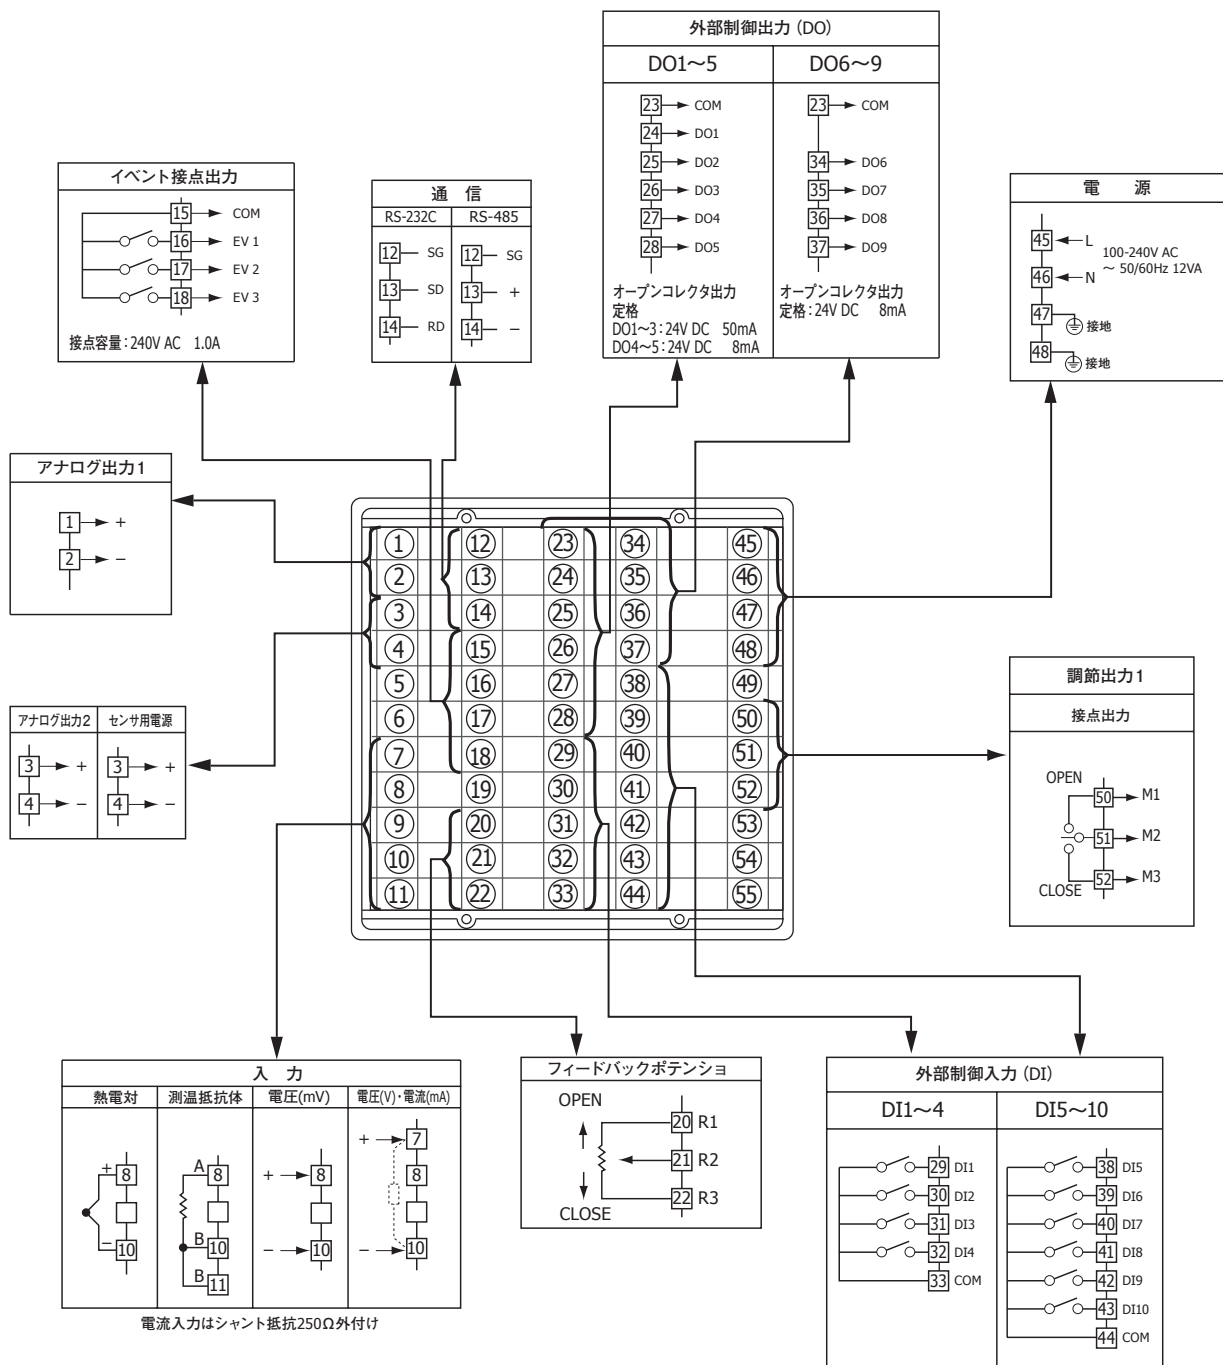 外部制御出力 (DO)
DO1～5 DO6～9
23 COM
24 DO1
25 DO2
26 DO3
27 DO4
28 DO5
オープンコレクタ出力
定格
DO1～3：24V DC 50mA
DO4～5：24V DC 8mA
23 COM
34 DO6
35 DO7
36 DO8
37 DO9
オープンコレクタ出力
定格：24V DC 8mA
イベント接点出力
15 COM
16 EV 1
17 EV 2
18 EV 3
接点容量：240V AC 1.0A
通 信
RS-232C RS-485
12 SG 12 SG
13 SD 13 +
14 RD 14 −
電 源
45 L
46 N
100-240V AC
～ 50/60Hz 12VA
47 接地
48 接地
アナログ出力1
1 +
2 −
アナログ出力2 センサ用電源
3 + 3 +
4 − 4 −
1 12 23 34 45
2 13 24 35 46
3 14 25 36 47
4 15 26 37 48
5 16 27 38 49
6 17 28 39 50
7 18 29 40 51
8 19 30 41 52
9 20 31 42 53
10 21 32 43 54
11 22 33 44 55
調節出力1
接点出力
OPEN
50 M1
51 M2
52 M3
CLOSE
入 力
熱電対 測温抵抗体 電圧(mV) 電圧(V)・電流(mA)
+ 8
− 10
A 8
B 10
B 11
+ 8
− 10
+ 7
8
− 10
電流入力はシャント抵抗250Ω外付け
フィードバックポテンショ
OPEN
20 R1
21 R2
22 R3
CLOSE
外部制御入力 (DI)
DI1～4 DI5～10
29 DI1
30 DI2
31 DI3
32 DI4
33 COM
38 DI5
39 DI6
40 DI7
41 DI8
42 DI9
43 DI10
44 COM